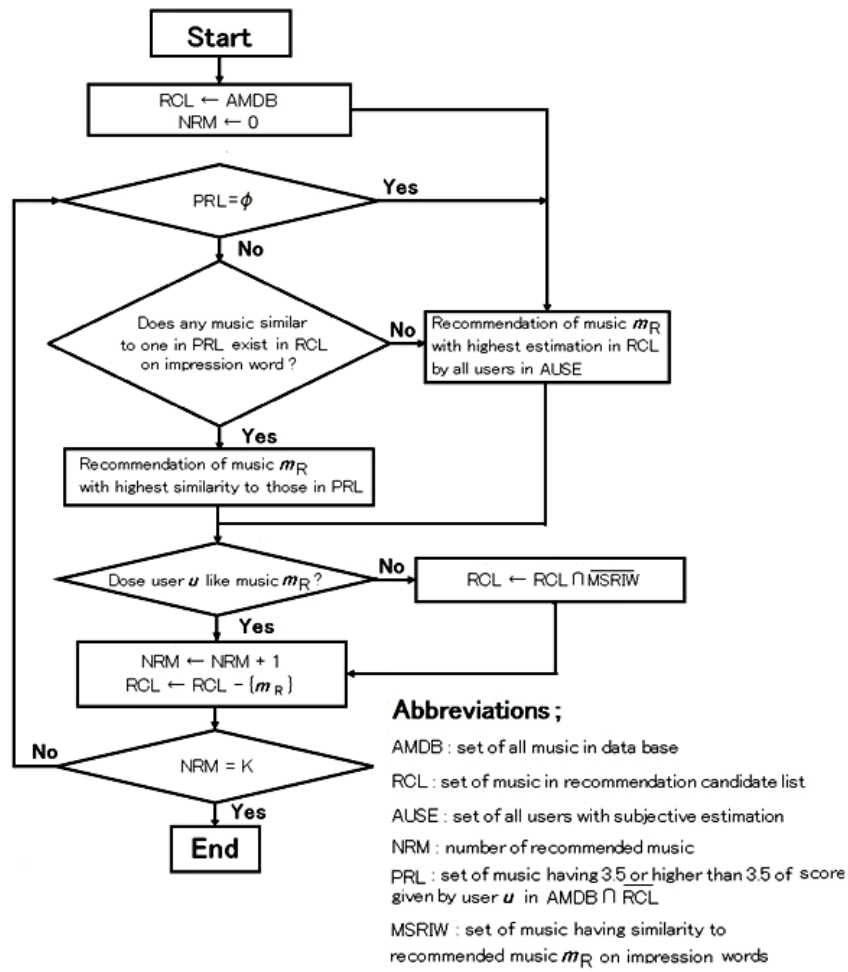 Start
RCL ← AMDB
NRM ← 0
PRL=ϕ
Yes
No
Does any music similar
to one in PRL exist in RCL
on impression word ?
No
Recommendation of music mR
with highest estimation in RCL
by all users in AUSE
Yes
Recommendation of music mR
with highest similarity to those in PRL
Dose user u like music mR ?
No
RCL ← RCL ∩ M̅S̅R̅I̅W̅
Yes
NRM ← NRM + 1
RCL ← RCL - {mR}
No
NRM = K
Yes
End
Abbreviations ;
AMDB : set of all music in data base
RCL : set of music in recommendation candidate list
AUSE : set of all users with subjective estimation
NRM : number of recommended music
PRL : set of music having 3.5 or higher than 3.5 of score
given by user u in AMDB ∩ R̅C̅L̅
MSRIW : set of music having similarity to
recommended music mR on impression words